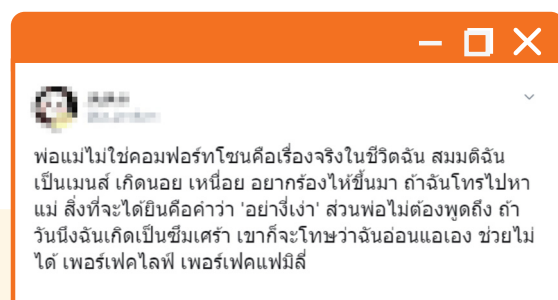 พ่อแม่ไม่ใช่คอมฟอร์ทโซนคือเรื่องจริงในชีวิตฉัน สมมติฉัน
เป็นเมนส์ เกิดนอย เหนื่อย อยากร้องไห้ขึ้นมา ถ้าฉันโทรไปหา
แม่ สิ่งที่จะได้ยินคือคำว่า 'อย่างี่เง่า' ส่วนพ่อไม่ต้องพูดถึง ถ้า
วันนึงฉันเกิดเป็นซึมเศร้า เขาก็จะโทษว่าฉันอ่อนแอเอง ช่วยไม่
ได้ เพอร์เฟคไลฟ์ เพอร์เฟคแฟมิลี่